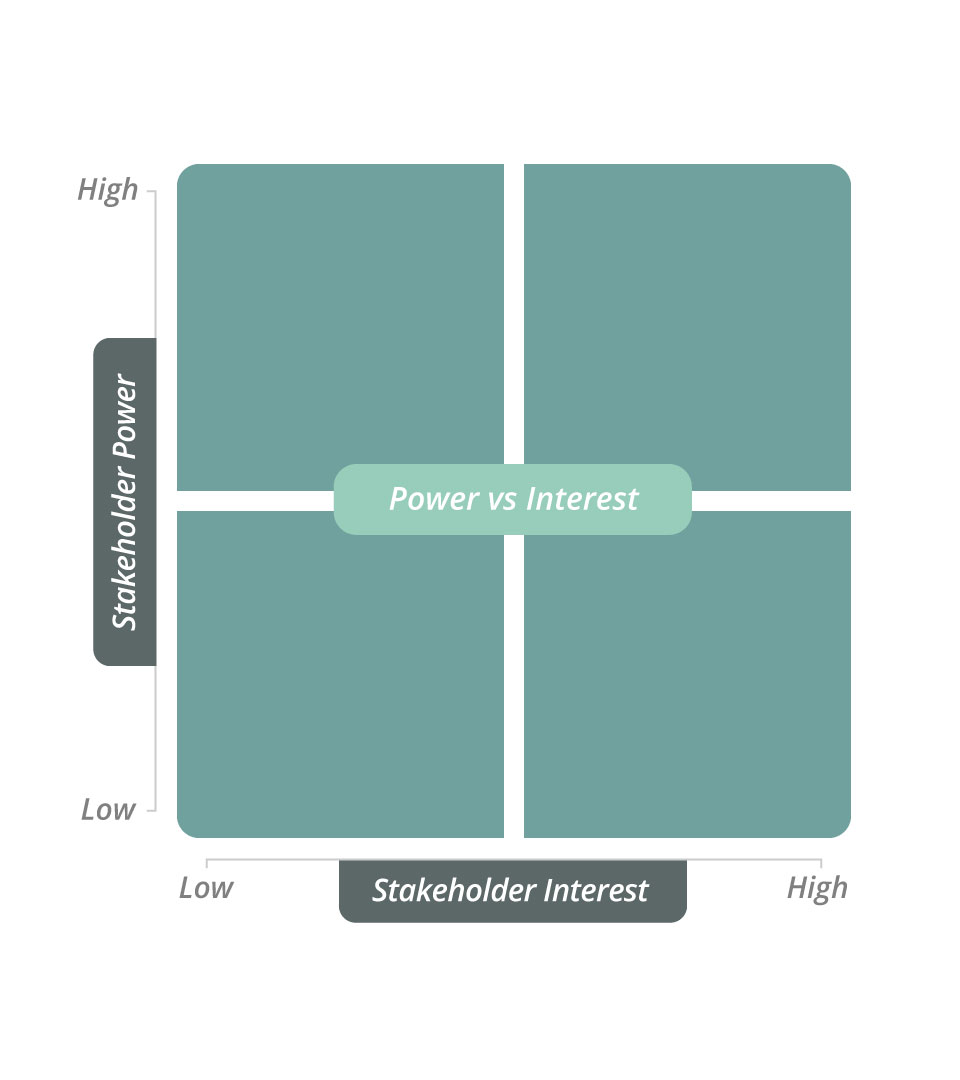 High
Stakeholder Power
Power vs Interest
Low
Low
Stakeholder Interest
High